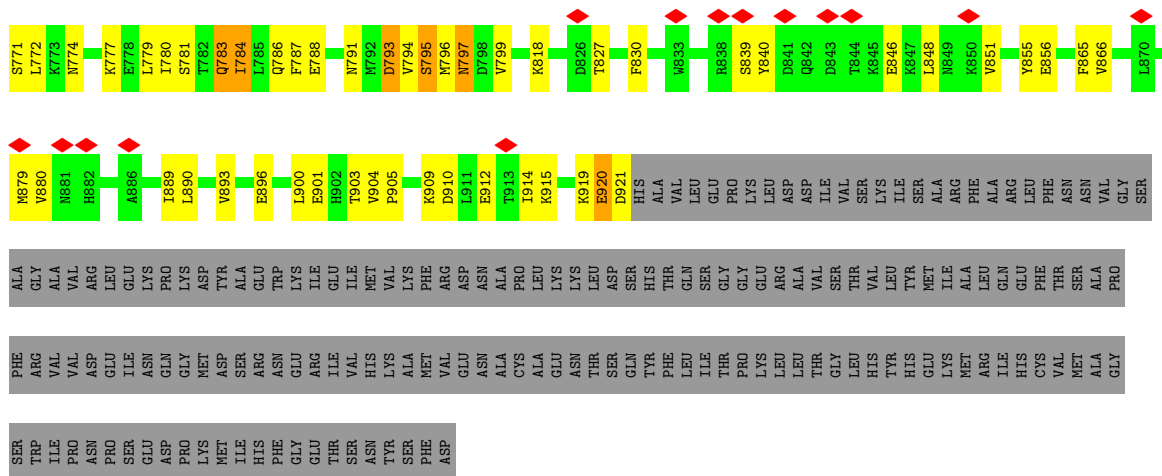 S771 L772 K773 N774 K777 E778 L779 I780 S781 T782 Q783 I784 L785 Q786 F787 E788 N791 M792 D793 V794 S795 M796 N797 D798 V799 K818 D826 T827 F830 W833 R838 S839 Y840 D841 Q842 D843 T844 K845 E846 K847 L848 N849 K850 V851 Y855 E856 F865 V866 L870
M879 V880 N881 H882 A886 I889 L890 V893 E896 L900 E901 H902 T903 V904 P905 K909 D910 L911 E912 T913 I914 K915 K919 E920 D921 HIS ALA VAL LEU GLU PRO LYS LEU ASP ASP ILE VAL SER LYS ILE SER ALA ARG PHE ALA ARG LEU PHE ASN ASN VAL GLY SER
ALA GLY ALA VAL ARG LEU GLU LYS PRO LYS ASP TYR ALA GLU TRP LYS ILE GLU ILE MET VAL LYS PHE ARG ASP ASN ALA PRO LEU LYS LYS LEU ASP SER HIS THR GLN SER GLY GLY GLU ARG ALA VAL SER THR VAL LEU TYR MET ILE ALA LEU GLN GLU PHE THR SER ALA PRO
PHE ARG VAL VAL ASP GLU ILE ASN GLN GLY MET ASP SER ARG ASN GLU ARG ILE VAL HIS LYS ALA MET VAL GLU ASN ALA CYS ALA GLU ASN THR SER GLN TYR PHE LEU ILE THR PRO LYS LEU LEU THR GLY LEU HIS TYR HIS GLU LYS MET ARG ILE HIS CYS VAL MET ALA GLY
SER TRP ILE PRO ASN PRO SER GLU ASP PRO LYS MET ILE HIS PHE GLY GLU THR SER ASN TYR SER PHE ASP